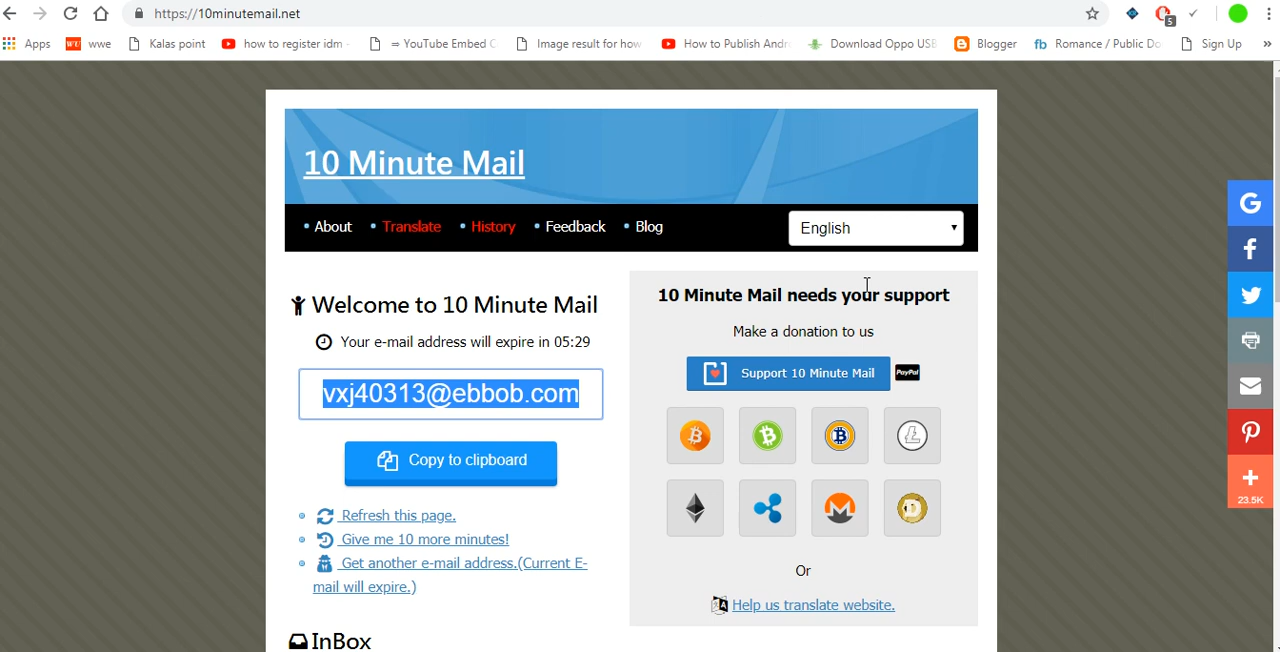 https://10minutemail.net
5
Apps wwe Kalas point how to register idm - ⇒ YouTube Embed C Image result for how How to Publish Andr Download Oppo USB Blogger Romance / Public Do Sign Up »
10 Minute Mail
• About • Translate • History • Feedback • Blog English
Welcome to 10 Minute Mail
Your e-mail address will expire in 05:29
vxj40313@ebbob.com
Copy to clipboard
Refresh this page.
Give me 10 more minutes!
Get another e-mail address.(Current E-
mail will expire.)
InBox
10 Minute Mail needs your support
Make a donation to us
Support 10 Minute Mail PayPal
Or
Help us translate website.
23.5K